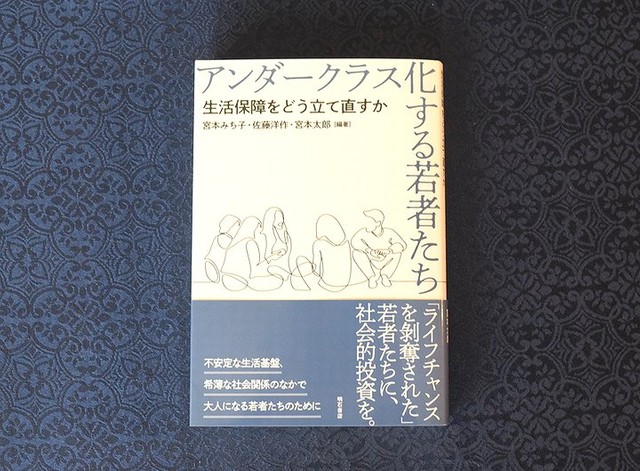 アンダークラス化する若者たち
生活保障をどう立て直すか
宮本みち子・佐藤洋作・宮本太郎 [編著]
「ライフチャンス
を剝奪された」
若者たちに、
社会的投資を。
不安定な生活基盤、
希薄な社会関係のなかで
大人になる若者たちのために
明石書店